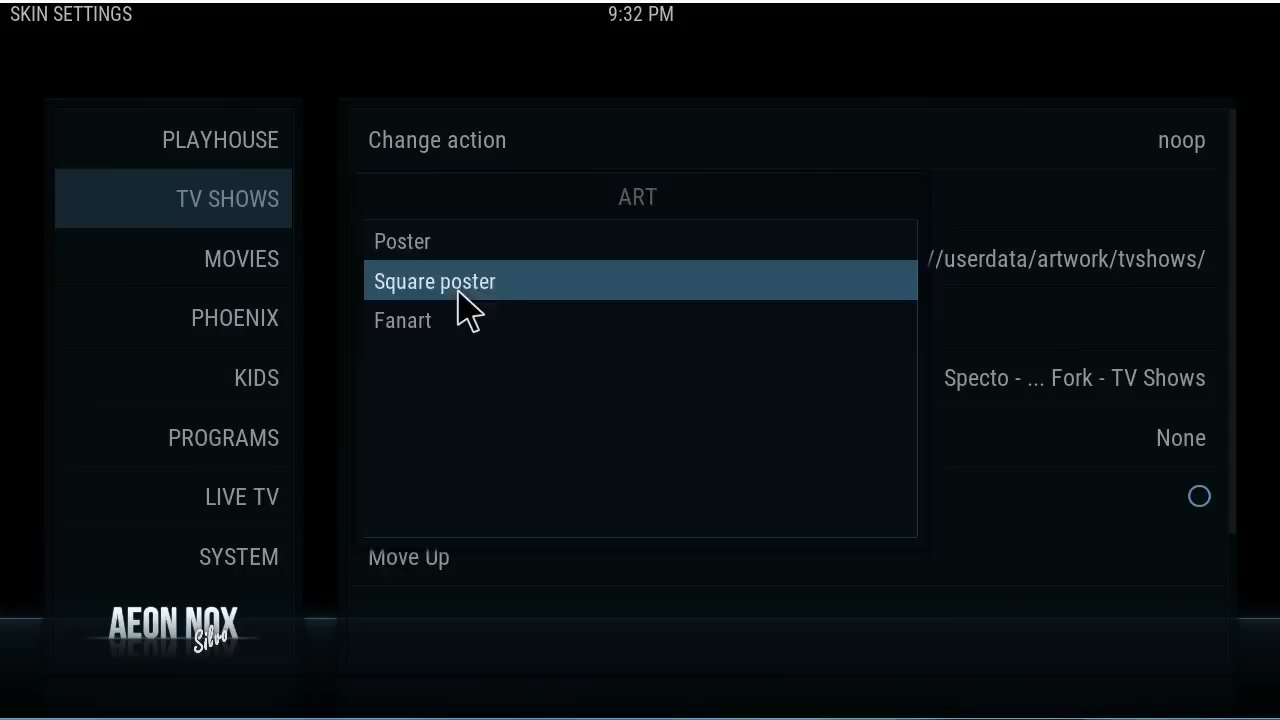 SKIN SETTINGS
9:32 PM
PLAYHOUSE
TV SHOWS
MOVIES
PHOENIX
KIDS
PROGRAMS
LIVE TV
SYSTEM
AEON NOX
Silvo
Change action
noop
ART
Poster
Square poster
Fanart
//userdata/artwork/tvshows/
Specto - ... Fork - TV Shows
None
Move Up